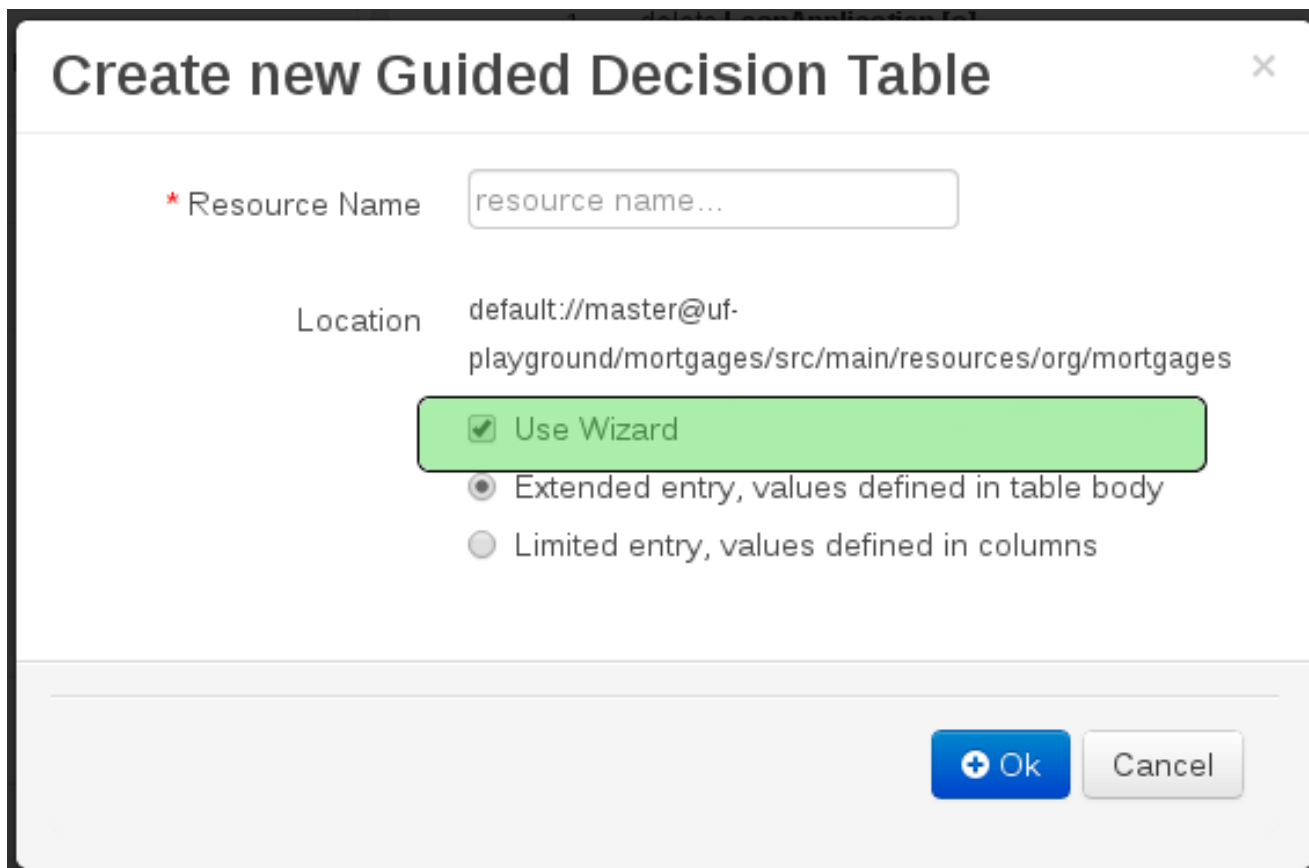 Create new Guided Decision Table ×
* Resource Name resource name...
Location default://master@uf-
playground/mortgages/src/main/resources/org/mortgages
Use Wizard
Extended entry, values defined in table body
Limited entry, values defined in columns
Ok Cancel